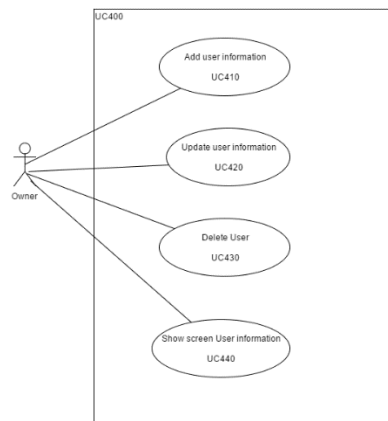 UC400
Add user information
UC410
Update user information
UC420
Owner
Delete User
UC430
Show screen User information
UC440